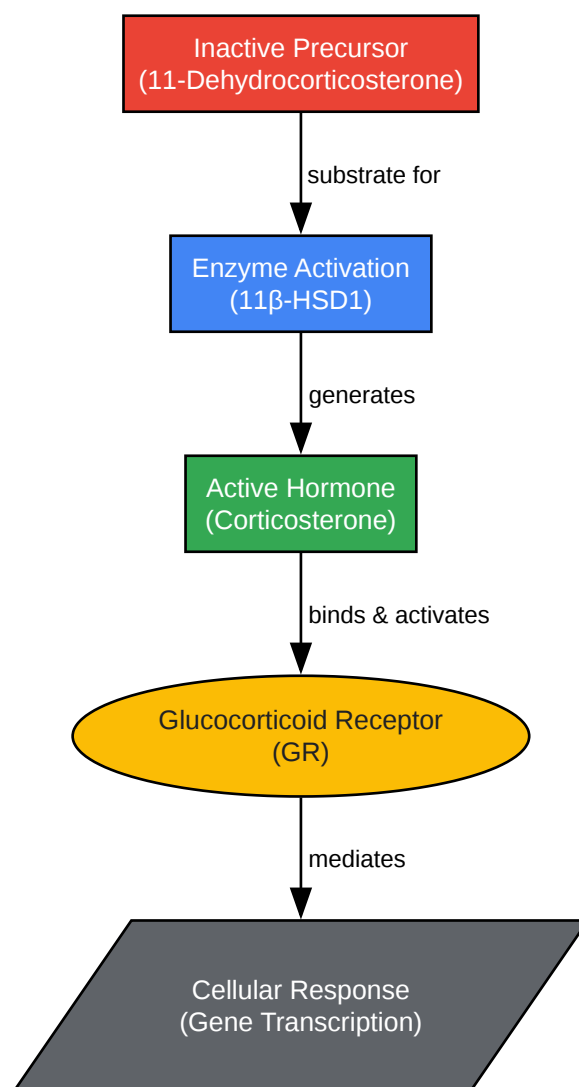 Inactive Precursor
(11-Dehydrocorticosterone)
substrate for
Enzyme Activation
(11β-HSD1)
generates
Active Hormone
(Corticosterone)
binds & activates
Glucocorticoid Receptor
(GR)
mediates
Cellular Response
(Gene Transcription)